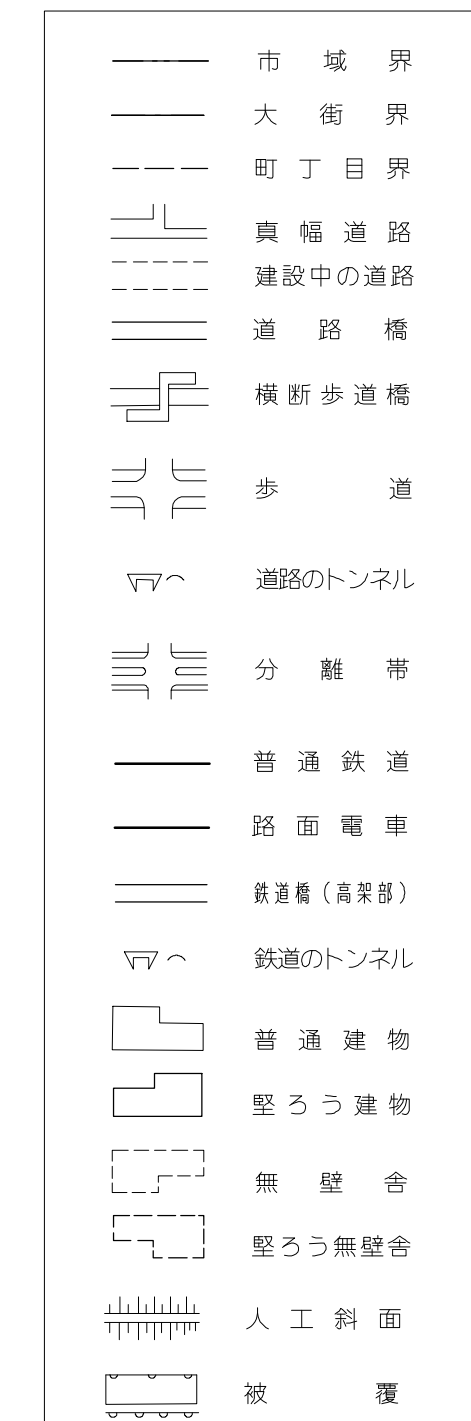 市域界
大街界
町丁目界
真幅道路
建設中の道路
道路橋
横断歩道橋
歩道
道路のトンネル
分離帯
普通鉄道
路面電車
鉄道橋(高架部)
鉄道のトンネル
普通建物
堅ろう建物
無壁舎
堅ろう無壁舎
人工斜面
被覆